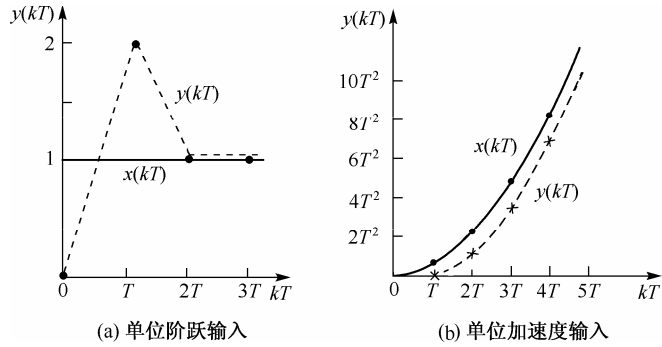 y(kT)
2
1
y(kT)
x(kT)
0
T
2T
3T
kT
(a) 单位阶跃输入
y(kT)
10T²
8T²
6T²
4T²
2T²
x(kT)
y(kT)
0
T
2T
3T
4T
5T
kT
(b) 单位加速度输入